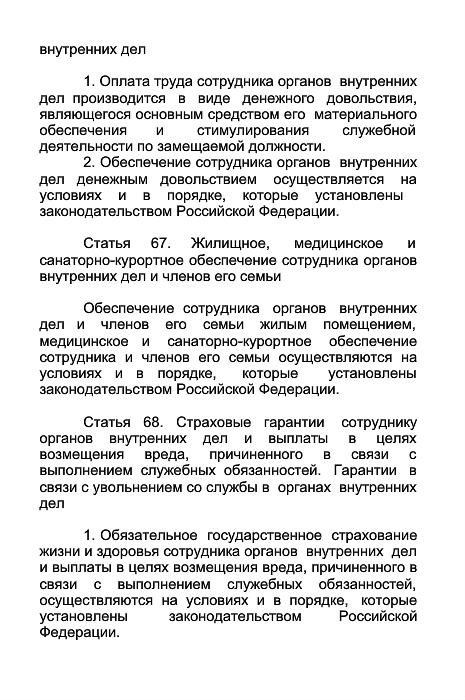 внутренних дел
1. Оплата труда сотрудника органов внутренних
дел производится в виде денежного довольствия,
являющегося основным средством его материального
обеспечения и стимулирования служебной
деятельности по замещаемой должности.
2. Обеспечение сотрудника органов внутренних
дел денежным довольствием осуществляется на
условиях и в порядке, которые установлены
законодательством Российской Федерации.
Статья 67. Жилищное, медицинское и
санаторно-курортное обеспечение сотрудника органов
внутренних дел и членов его семьи
Обеспечение сотрудника органов внутренних
дел и членов его семьи жилым помещением,
медицинское и санаторно-курортное обеспечение
сотрудника и членов его семьи осуществляются на
условиях и в порядке, которые установлены
законодательством Российской Федерации.
Статья 68. Страховые гарантии сотруднику
органов внутренних дел и выплаты в целях
возмещения вреда, причиненного в связи с
выполнением служебных обязанностей. Гарантии в
связи с увольнением со службы в органах внутренних
дел
1. Обязательное государственное страхование
жизни и здоровья сотрудника органов внутренних дел
и выплаты в целях возмещения вреда, причиненного в
связи с выполнением служебных обязанностей,
осуществляются на условиях и в порядке, которые
установлены законодательством Российской
Федерации.